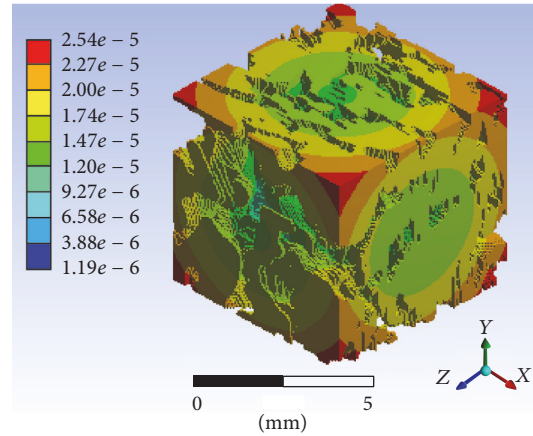 2.54e − 5
2.27e − 5
2.00e − 5
1.74e − 5
1.47e − 5
1.20e − 5
9.27e − 6
6.58e − 6
3.88e − 6
1.19e − 6
0 5
(mm)
Y
Z X